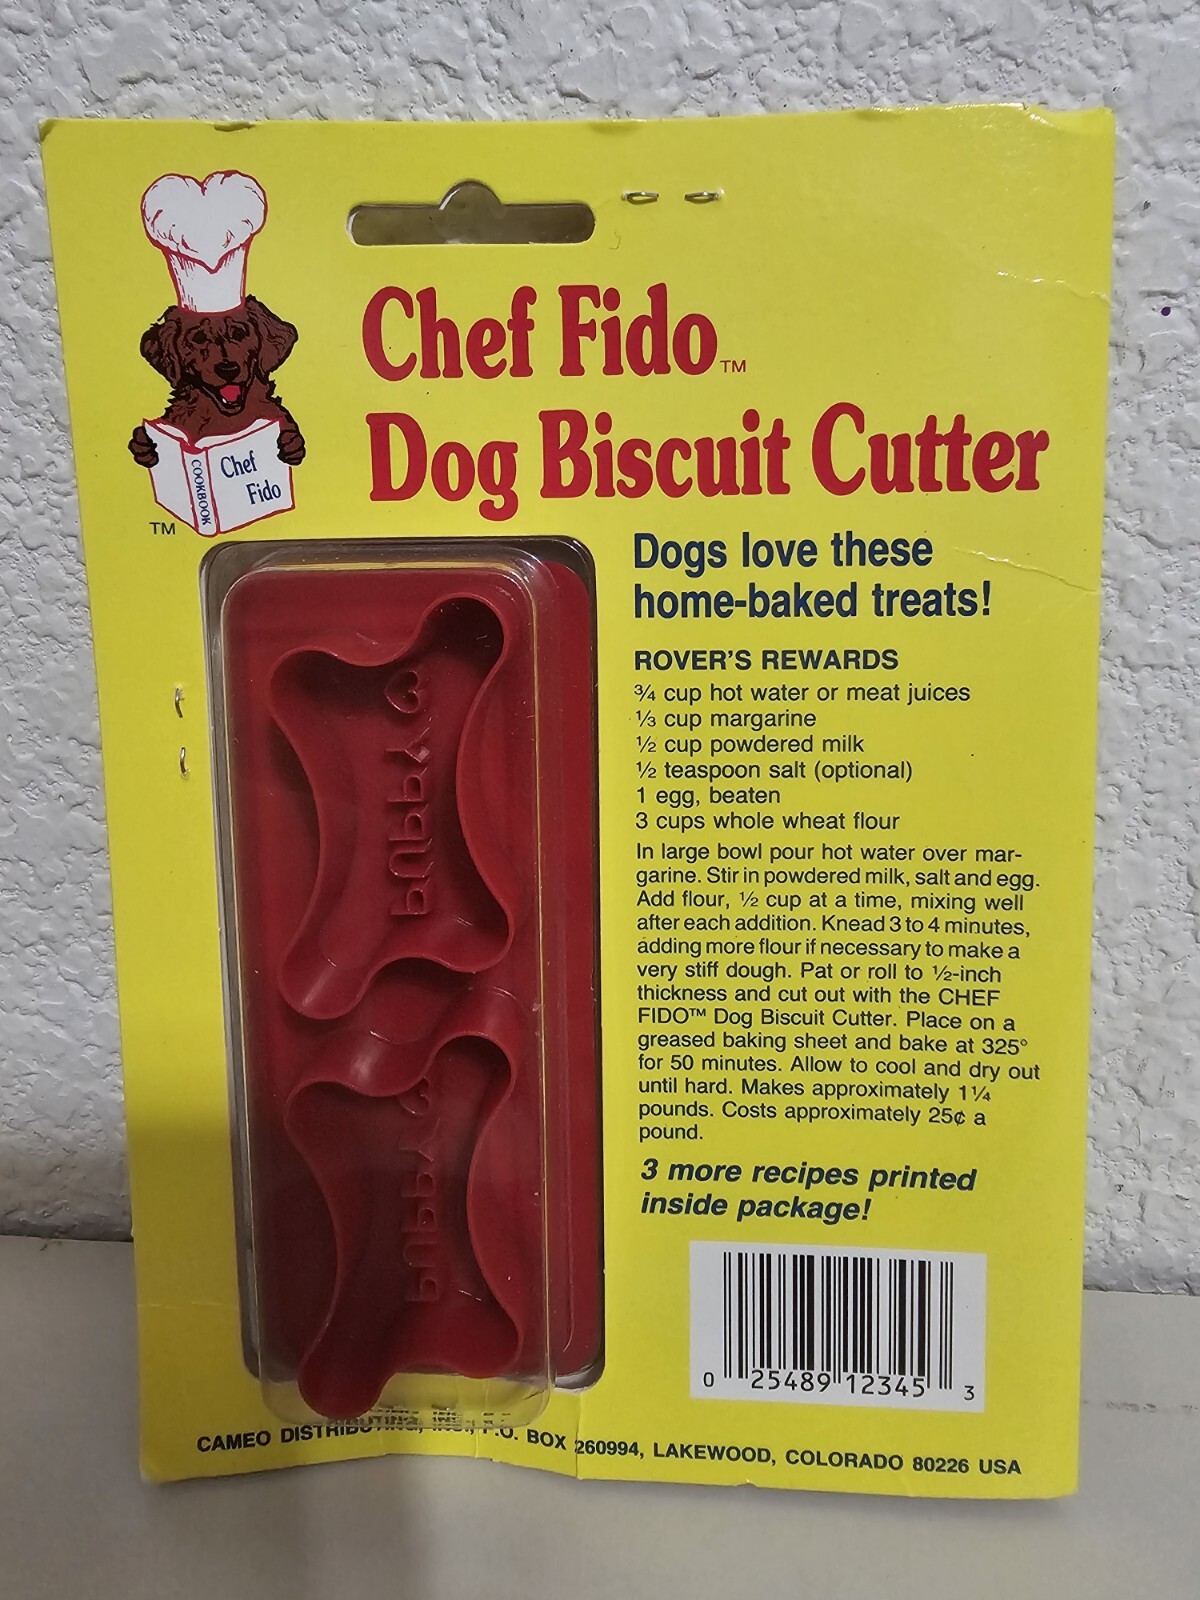 Chef Fido™
Dog Biscuit Cutter
COOKBOOK
Chef
Fido
TM
Dogs love these
home-baked treats!
ROVER'S REWARDS
¾ cup hot water or meat juices
⅓ cup margarine
½ cup powdered milk
½ teaspoon salt (optional)
1 egg, beaten
3 cups whole wheat flour
In large bowl pour hot water over mar-
garine. Stir in powdered milk, salt and egg.
Add flour, ½ cup at a time, mixing well
after each addition. Knead 3 to 4 minutes,
adding more flour if necessary to make a
very stiff dough. Pat or roll to ½-inch
thickness and cut out with the CHEF
FIDO™ Dog Biscuit Cutter. Place on a
greased baking sheet and bake at 325°
for 50 minutes. Allow to cool and dry out
until hard. Makes approximately 1¼
pounds. Costs approximately 25¢ a
pound.
3 more recipes printed
inside package!
0 25489 12345 3
CAMEO DISTRIBUTING, INC., P.O. BOX 260994, LAKEWOOD, COLORADO 80226 USA